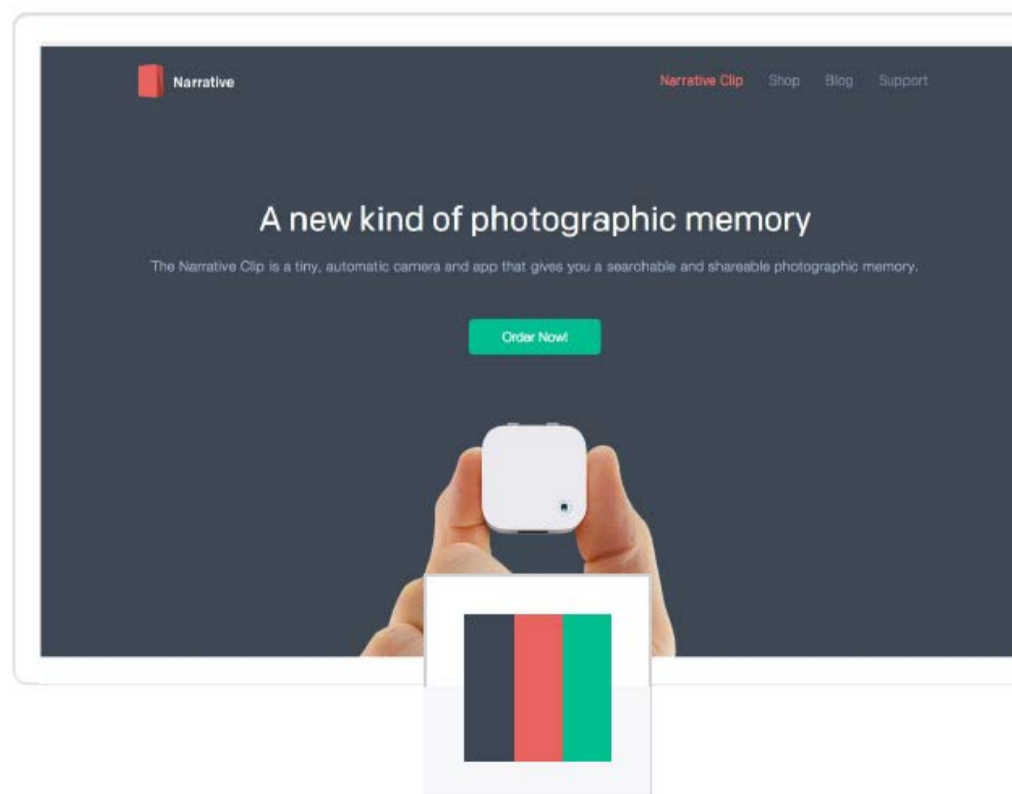 Narrative
Narrative Clip Shop Blog Support
A new kind of photographic memory
The Narrative Clip is a tiny, automatic camera and app that gives you a searchable and shareable photographic memory.
Order Now!